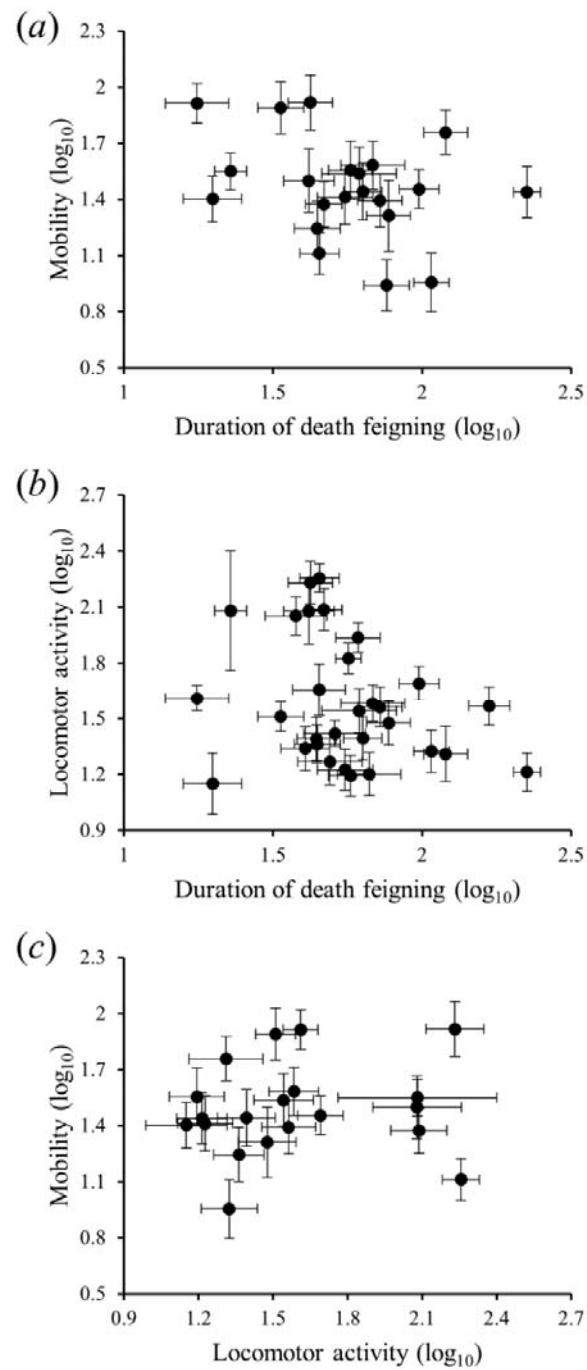 (a)
2.3
2
1.7
1.4
1.1
0.8
0.5
Mobility (log₁₀)
1 1.5 2 2.5
Duration of death feigning (log₁₀)
(b)
2.7
2.4
2.1
1.8
1.5
1.2
0.9
Locomotor activity (log₁₀)
1 1.5 2 2.5
Duration of death feigning (log₁₀)
(c)
2.3
2
1.7
1.4
1.1
0.8
0.5
Mobility (log₁₀)
0.9 1.2 1.5 1.8 2.1 2.4 2.7
Locomotor activity (log₁₀)